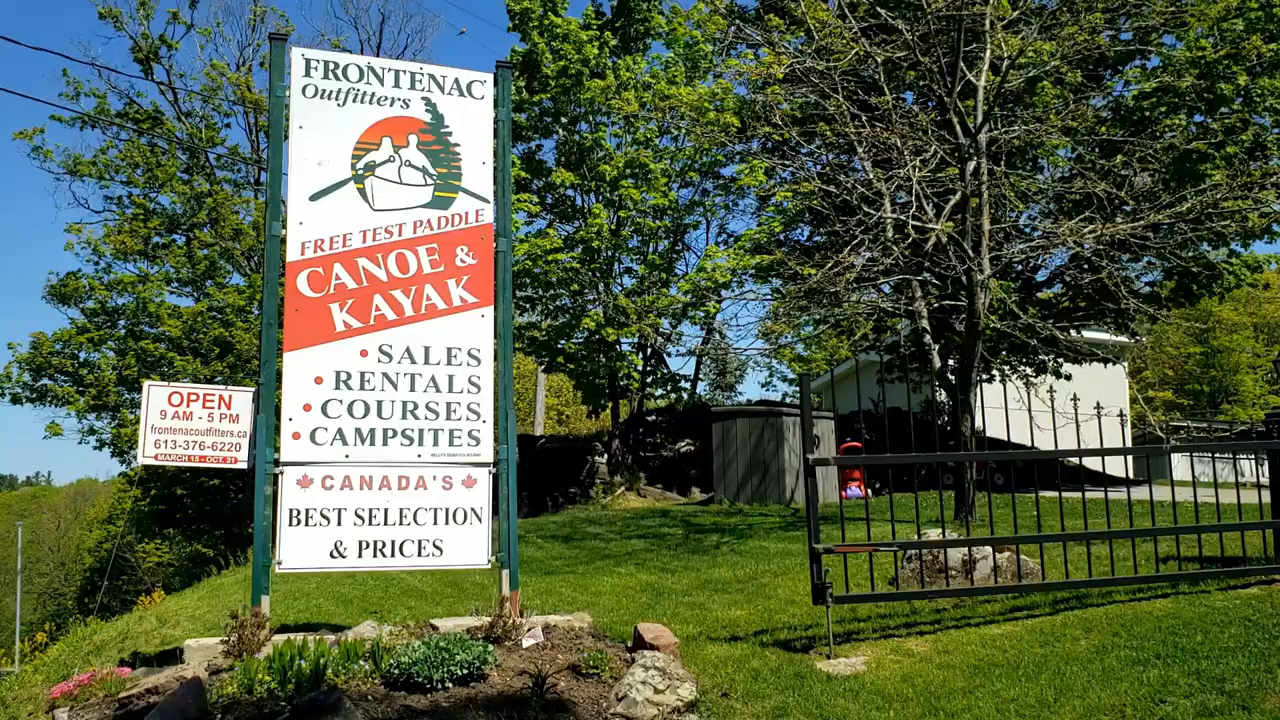 FRONTENAC
Outfitters
FREE TEST PADDLE
CANOE &
KAYAK
• SALES
• RENTALS
• COURSES
• CAMPSITES
CANADA'S
BEST SELECTION
& PRICES
OPEN
9 AM - 5 PM
frontenacoutfitters.ca
613-376-6220
MARCH 15 - OCT. 31